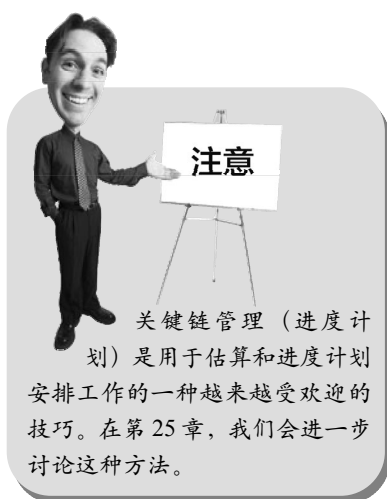 注意
关键链管理（进度计
划）是用于估算和进度计划
安排工作的一种越来越受欢迎的
技巧。在第 25 章，我们会进一步
讨论这种方法。